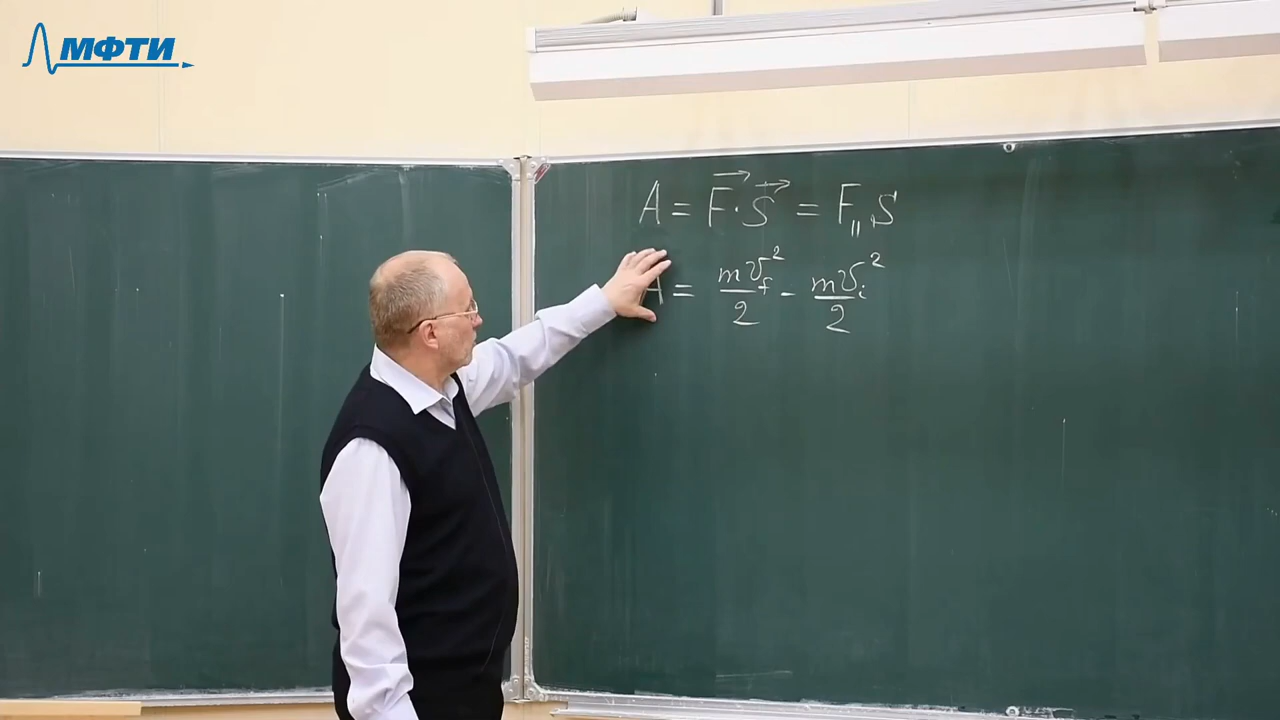 МФТИ
A = F⃗ · S⃗ = F∥ S
A = mv_f²/2 - mv_i²/2